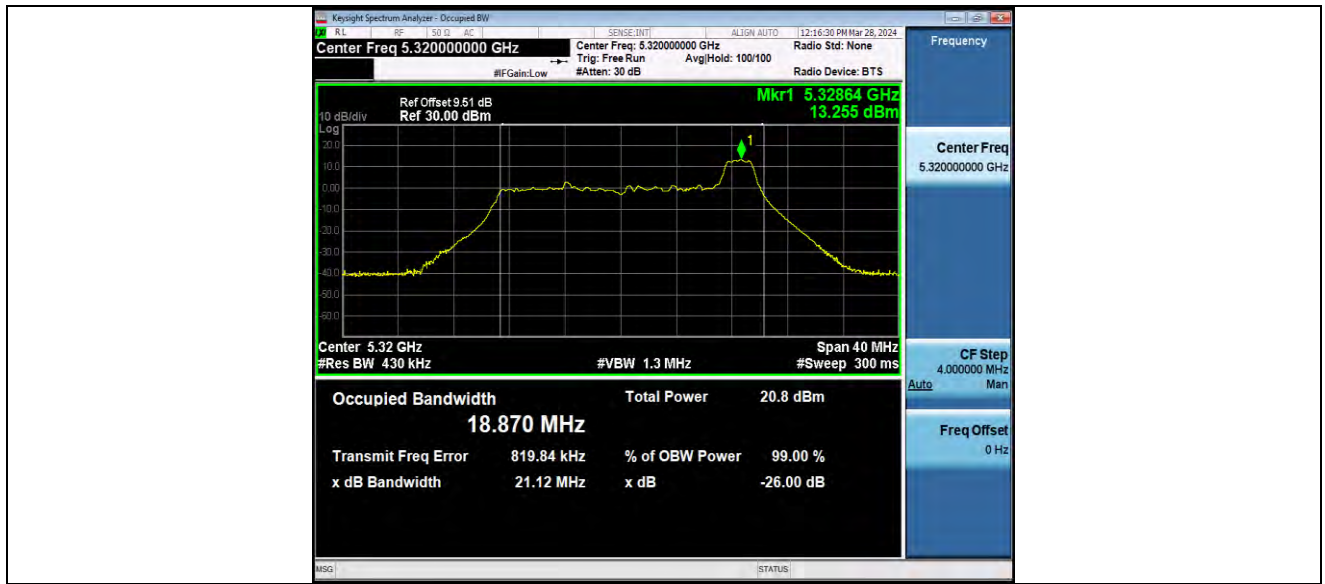 Keysight Spectrum Analyzer - Occupied BW
RL RF 50 Ω AC SENSE:INT ALIGN AUTO 12:16:30 PM Mar 28, 2024
Center Freq 5.320000000 GHz
Center Freq: 5.320000000 GHz Radio Std: None
Trig: Free Run Avg|Hold: 100/100
#IFGain:Low #Atten: 30 dB Radio Device: BTS
Frequency
Mkr1 5.32864 GHz
13.255 dBm
Ref Offset 9.51 dB
10 dB/div Ref 30.00 dBm
Log
20.0
10.0
0.00
-10.0
-20.0
-30.0
-40.0
-50.0
-60.0
1
Center 5.32 GHz Span 40 MHz
#Res BW 430 kHz #VBW 1.3 MHz #Sweep 300 ms
Center Freq
5.320000000 GHz
CF Step
4.000000 MHz
Auto Man
Freq Offset
0 Hz
Occupied Bandwidth Total Power 20.8 dBm
18.870 MHz
Transmit Freq Error 819.84 kHz % of OBW Power 99.00 %
x dB Bandwidth 21.12 MHz x dB -26.00 dB
MSG STATUS